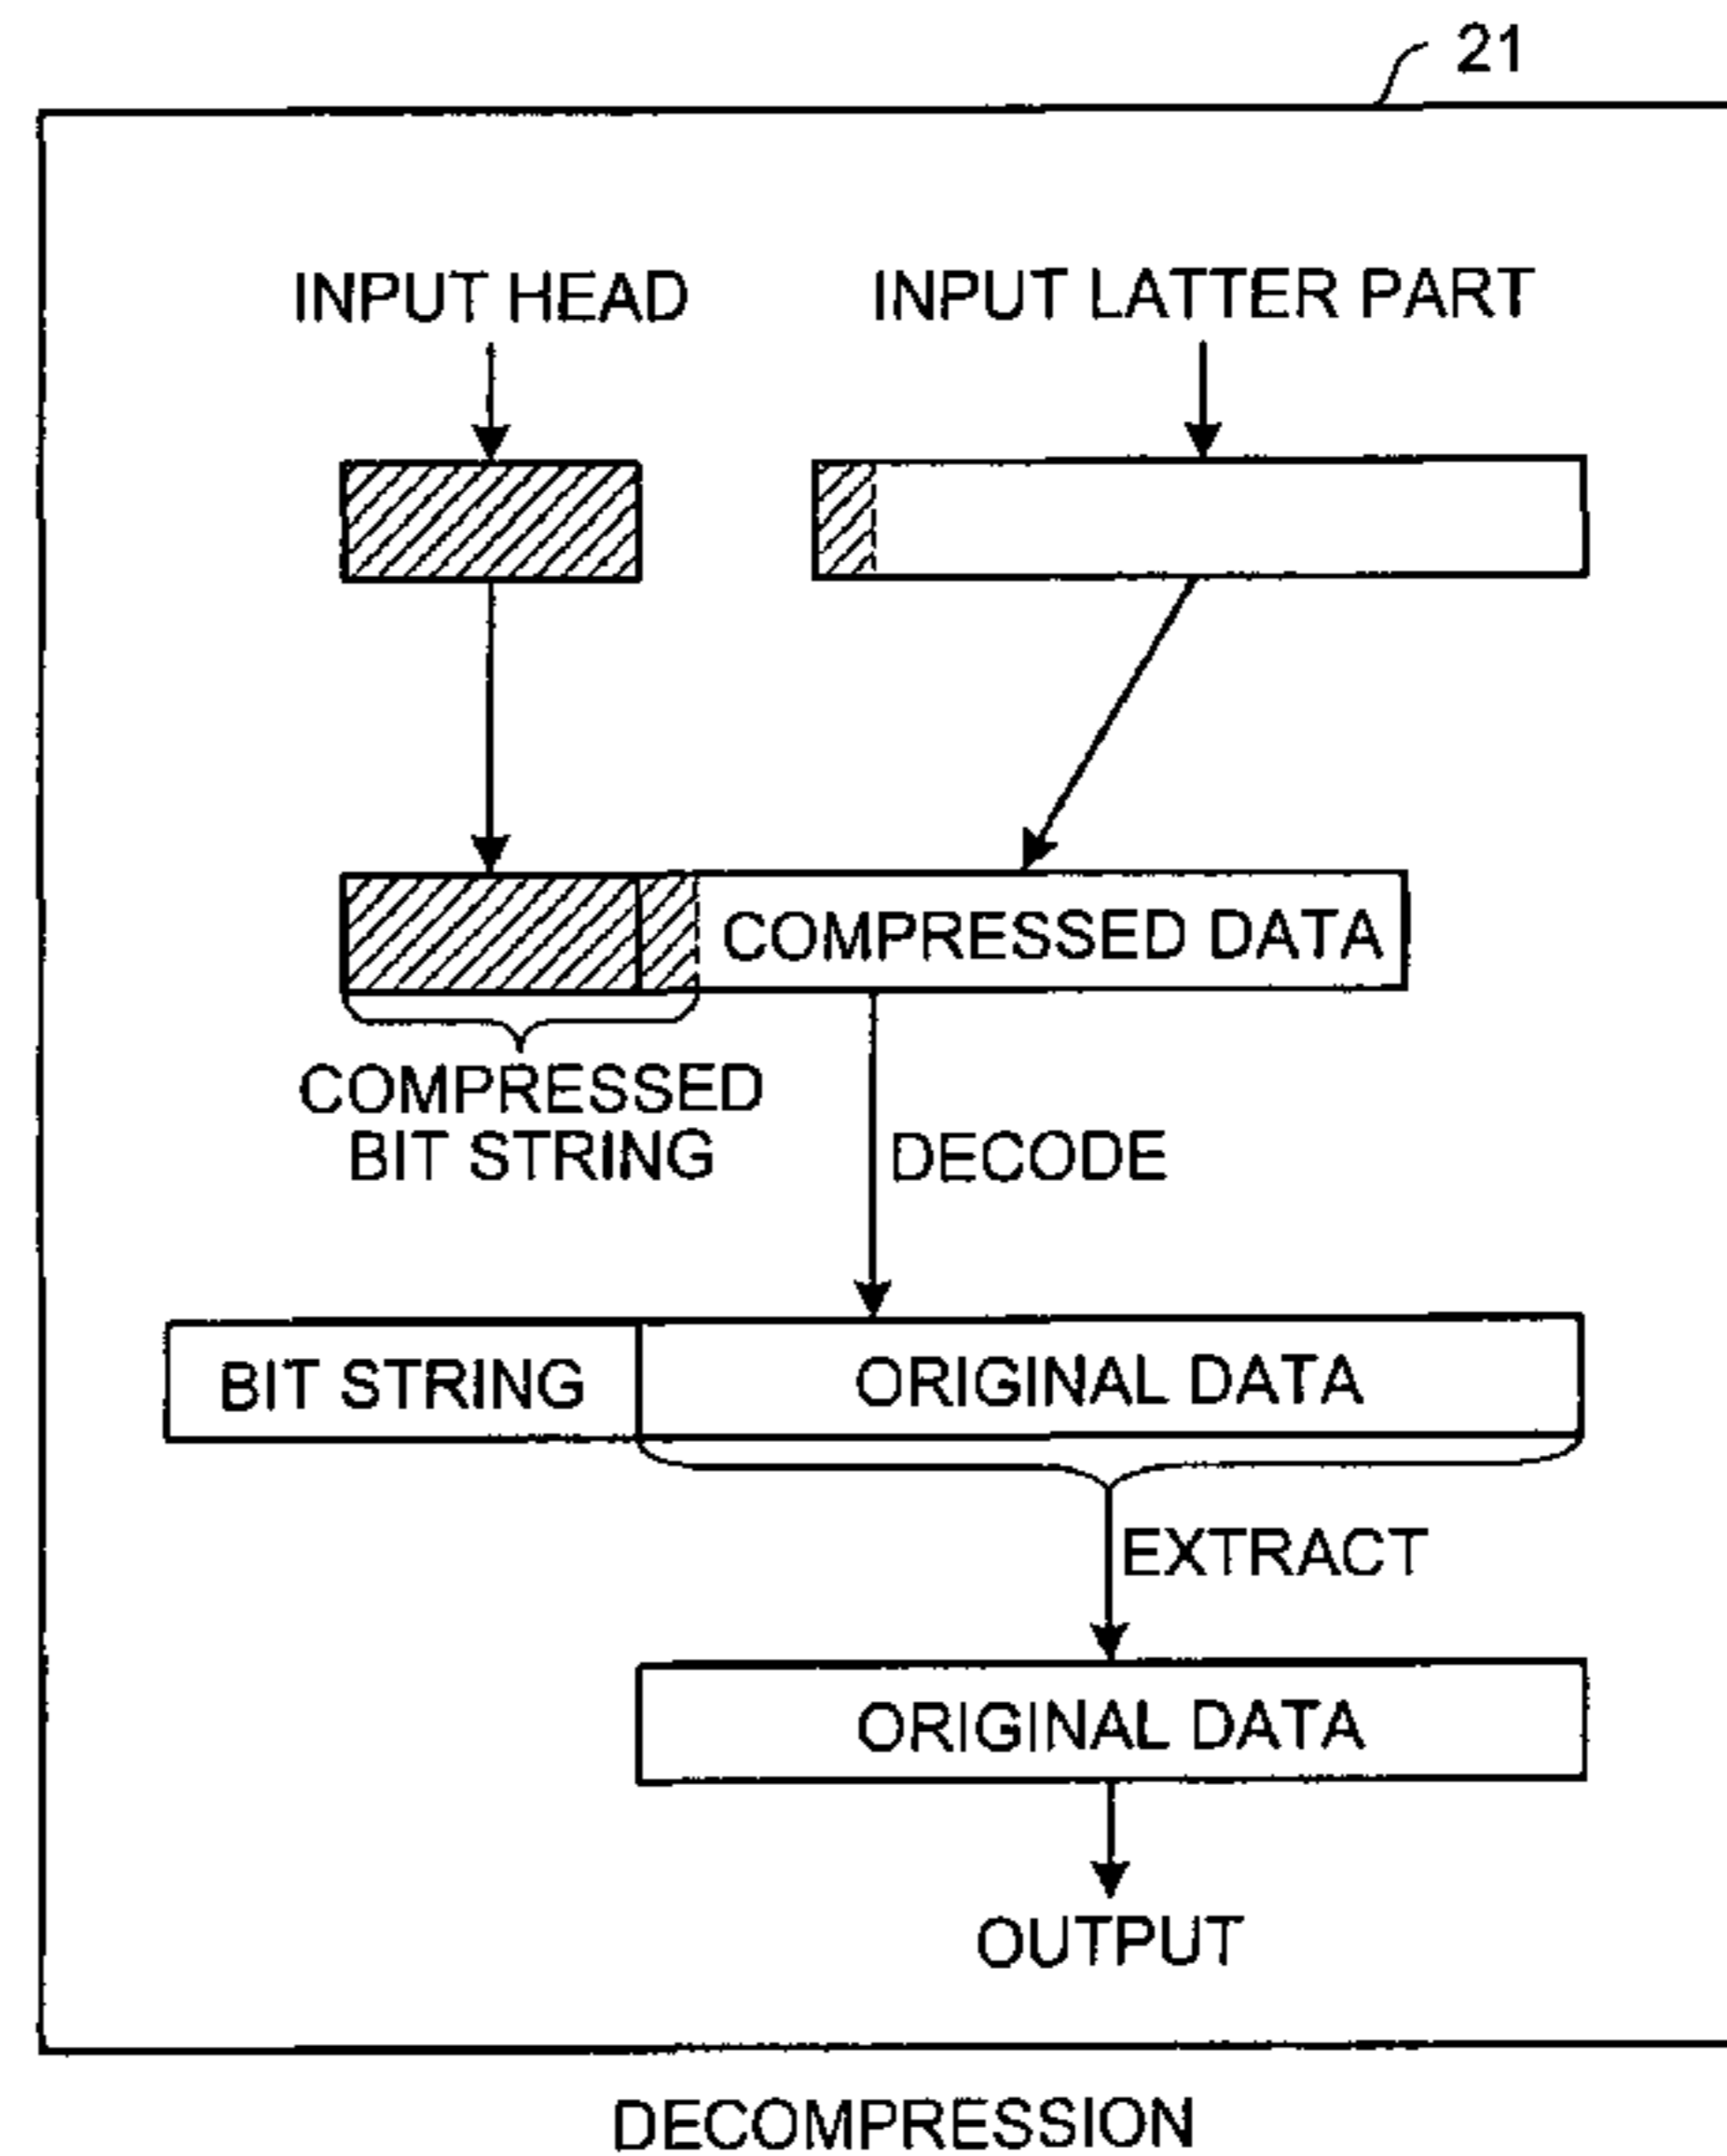 21
INPUT HEAD
INPUT LATTER PART
COMPRESSED DATA
COMPRESSED
BIT STRING
DECODE
BIT STRING
ORIGINAL DATA
EXTRACT
ORIGINAL DATA
OUTPUT
DECOMPRESSION